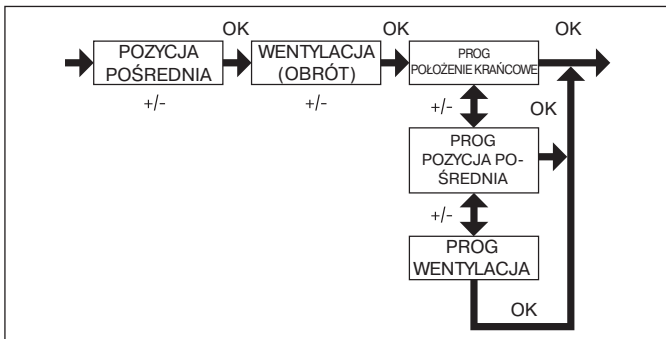 OK OK OK
POZYCJA
POŚREDNIA
WENTYLACJA
(OBRÓT)
PROG
POŁOŻENIE KRAŃCOWE
+/- +/- +/- OK
PROG
POZYCJA PO-
ŚREDNIA
+/-
PROG
WENTYLACJA
OK